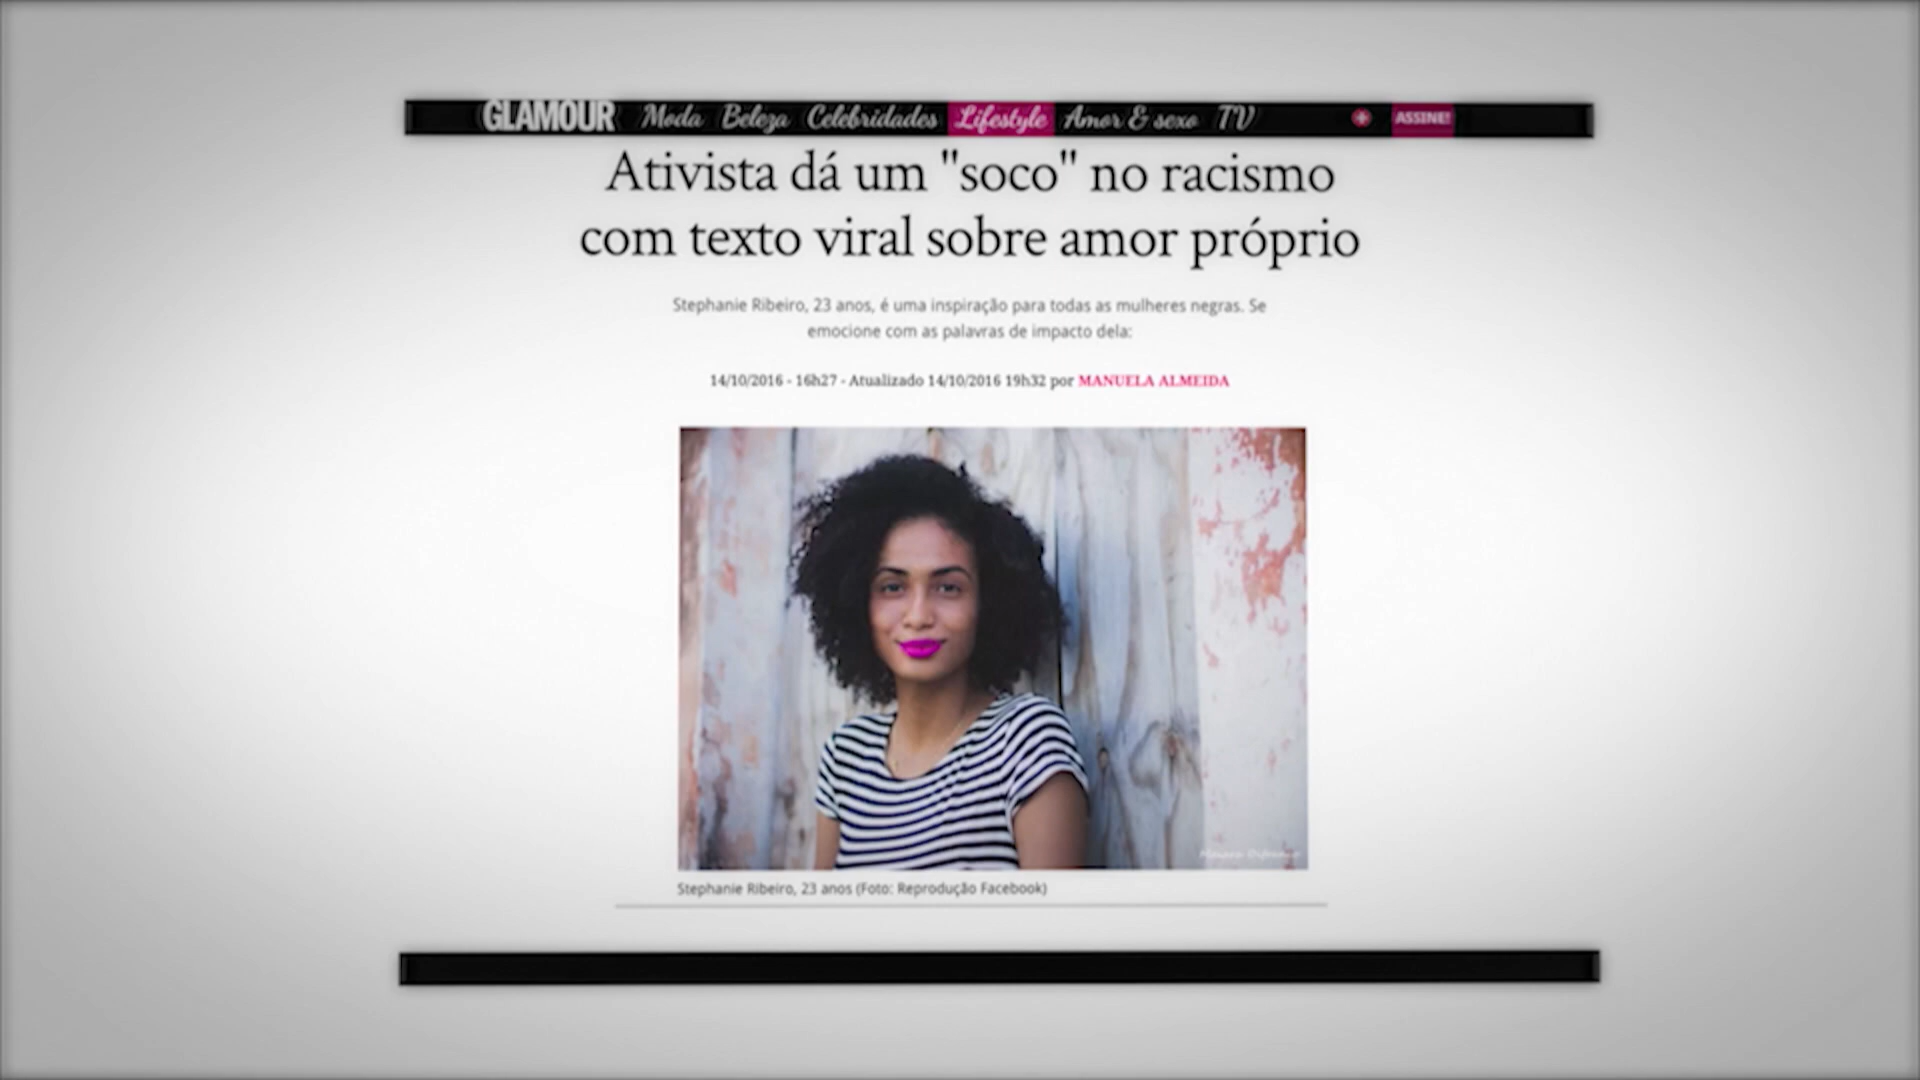 GLAMOUR Moda Beleza Celebridades Lifestyle Amor & sexo TV + ASSINE!
Ativista dá um "soco" no racismo
com texto viral sobre amor próprio
Stephanie Ribeiro, 23 anos, é uma inspiração para todas as mulheres negras. Se
emocione com as palavras de impacto dela:
14/10/2016 - 16h27 - Atualizado 14/10/2016 19h32 por MANUELA ALMEIDA
Stephanie Ribeiro, 23 anos (Foto: Reprodução Facebook)